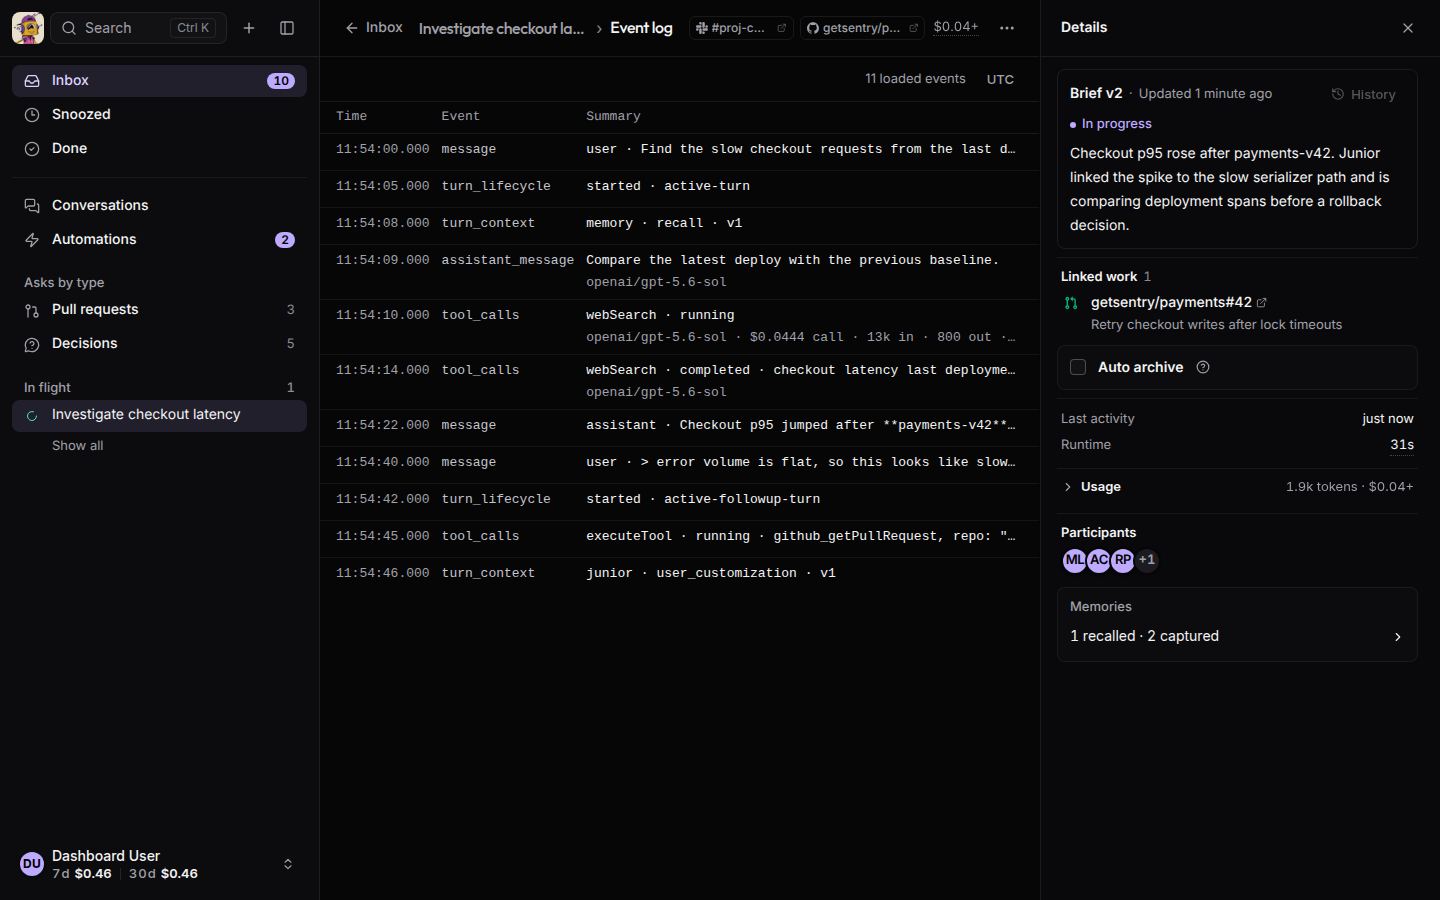 Search Ctrl K
Inbox 10
Snoozed
Done
Conversations
Automations 2
Asks by type
Pull requests 3
Decisions 5
In flight 1
Investigate checkout latency
Show all
DU Dashboard User
7d $0.46 | 30d $0.46
Inbox Investigate checkout la... › Event log #proj-c... getsentry/p... $0.04+
11 loaded events UTC
Time Event Summary
11:54:00.000 message user · Find the slow checkout requests from the last d…
11:54:05.000 turn_lifecycle started · active-turn
11:54:08.000 turn_context memory · recall · v1
11:54:09.000 assistant_message Compare the latest deploy with the previous baseline.
openai/gpt-5.6-sol
11:54:10.000 tool_calls webSearch · running
openai/gpt-5.6-sol · $0.0444 call · 13k in · 800 out ·…
11:54:14.000 tool_calls webSearch · completed · checkout latency last deployme…
openai/gpt-5.6-sol
11:54:22.000 message assistant · Checkout p95 jumped after **payments-v42**…
11:54:40.000 message user · > error volume is flat, so this looks like slow…
11:54:42.000 turn_lifecycle started · active-followup-turn
11:54:45.000 tool_calls executeTool · running · github_getPullRequest, repo: "…
11:54:46.000 turn_context junior · user_customization · v1
Details
Brief v2 · Updated 1 minute ago History
In progress
Checkout p95 rose after payments-v42. Junior
linked the spike to the slow serializer path and is
comparing deployment spans before a rollback
decision.
Linked work 1
getsentry/payments#42
Retry checkout writes after lock timeouts
Auto archive
Last activity just now
Runtime 31s
Usage 1.9k tokens · $0.04+
Participants
ML AC RP +1
Memories
1 recalled · 2 captured